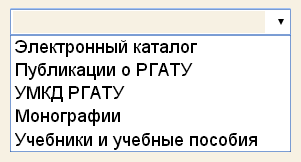 Электронный каталог
Публикации о РГАТУ
УМКД РГАТУ
Монографии
Учебники и учебные пособия